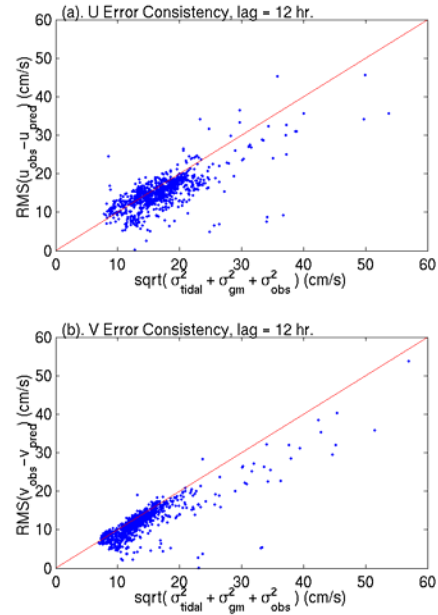 (a). U Error Consistency, lag = 12 hr.
60
50
40
30
20
10
0
RMS(u_obs − u_pred) (cm/s)
0 10 20 30 40 50 60
sqrt( σ²_tidal + σ²_gm + σ²_obs ) (cm/s)
(b). V Error Consistency, lag = 12 hr.
60
50
40
30
20
10
0
RMS(v_obs − v_pred) (cm/s)
0 10 20 30 40 50 60
sqrt( σ²_tidal + σ²_gm + σ²_obs ) (cm/s)